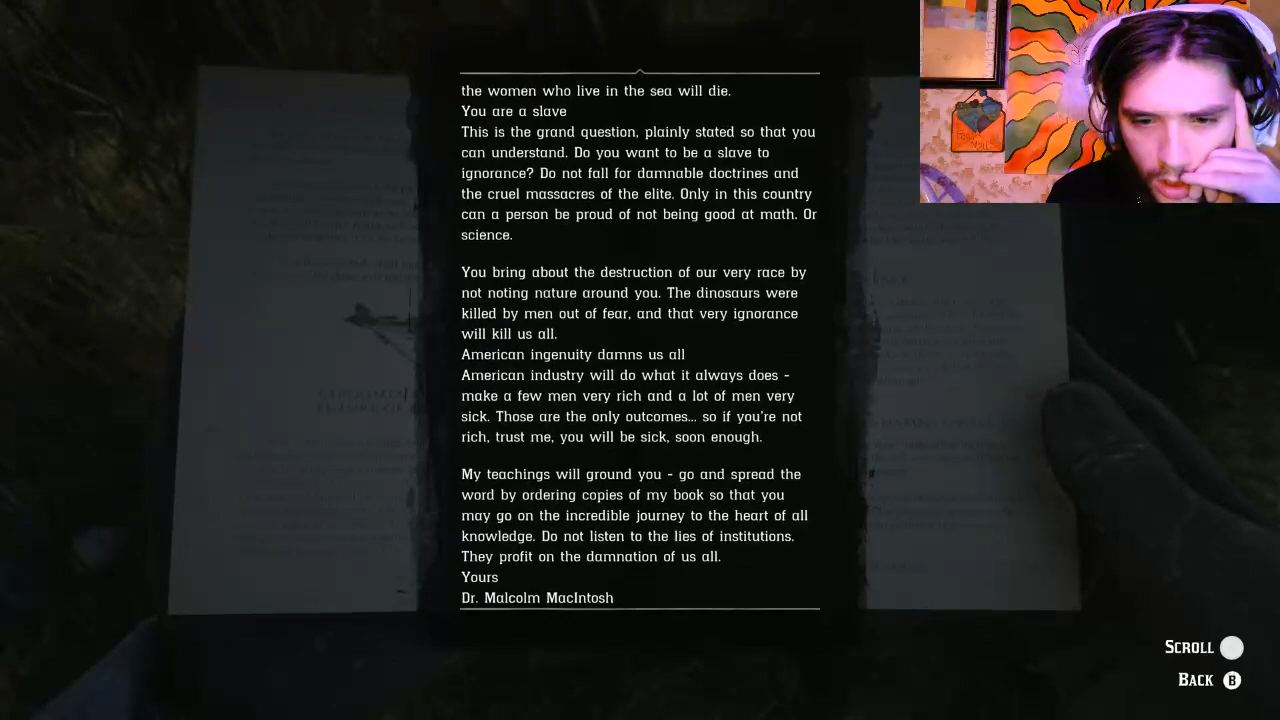 the women who live in the sea will die.
You are a slave
This is the grand question, plainly stated so that you
can understand. Do you want to be a slave to
ignorance? Do not fall for damnable doctrines and
the cruel massacres of the elite. Only in this country
can a person be proud of not being good at math. Or
science.
You bring about the destruction of our very race by
not noting nature around you. The dinosaurs were
killed by men out of fear, and that very ignorance
will kill us all.
American ingenuity damns us all
American industry will do what it always does -
make a few men very rich and a lot of men very
sick. Those are the only outcomes... so if you're not
rich, trust me, you will be sick, soon enough.
My teachings will ground you - go and spread the
word by ordering copies of my book so that you
may go on the incredible journey to the heart of all
knowledge. Do not listen to the lies of institutions.
They profit on the damnation of us all.
Yours
Dr. Malcolm MacIntosh
SCROLL
BACK B